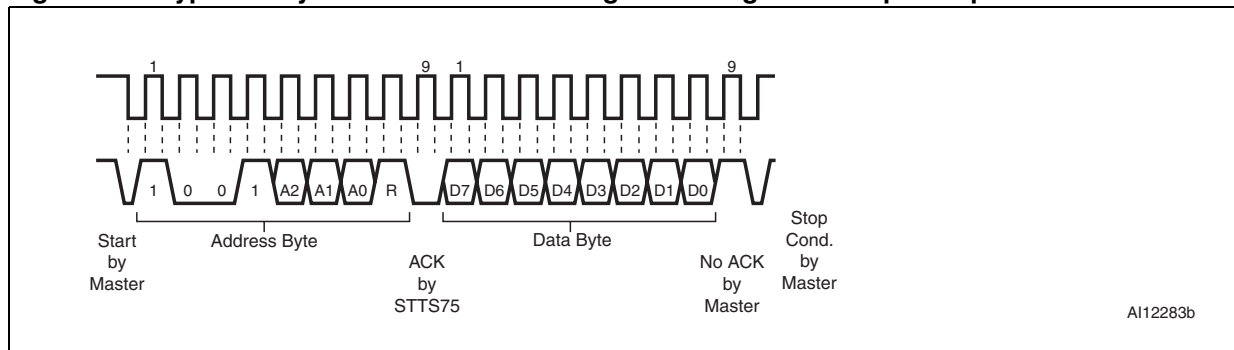 1 9 1 9
1 0 0 1 A2 A1 A0 R D7 D6 D5 D4 D3 D2 D1 D0
Start
by
Master
Address Byte
ACK
by
STTS75
Data Byte
No ACK
by
Master
Stop
Cond.
by
Master
AI12283b